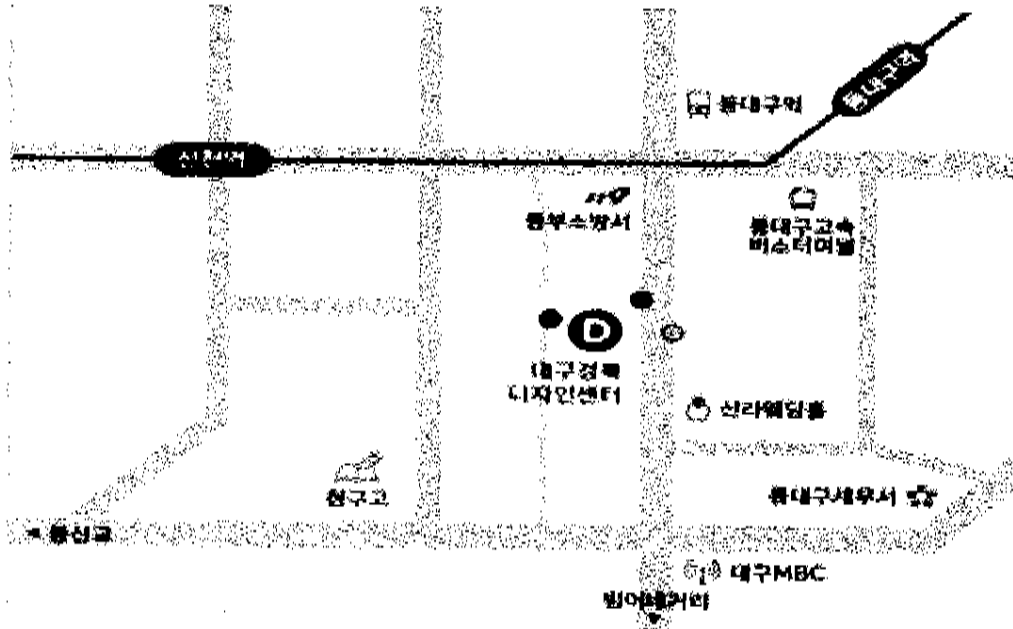 동대구역
신천역
동대구역
동부소방서
동대구고속
버스터미널
D
대구경북
디자인센터
신라웨딩홀
청구고
동대구세무서
동신교
대구MBC
범어네거리